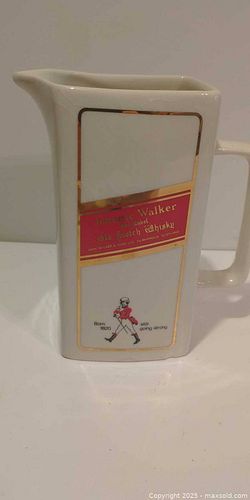 Johnnie Walker
Red Label
Old Scotch Whisky
Born
1820
still
going strong
Copyright 2025 - maxsold.com